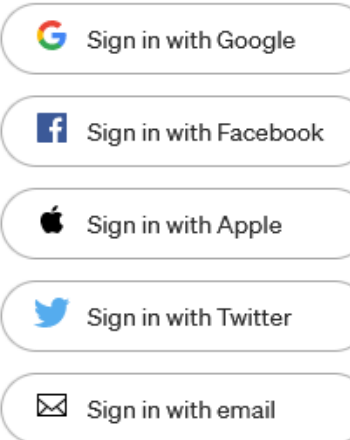 Sign in with Google
Sign in with Facebook
Sign in with Apple
Sign in with Twitter
Sign in with email